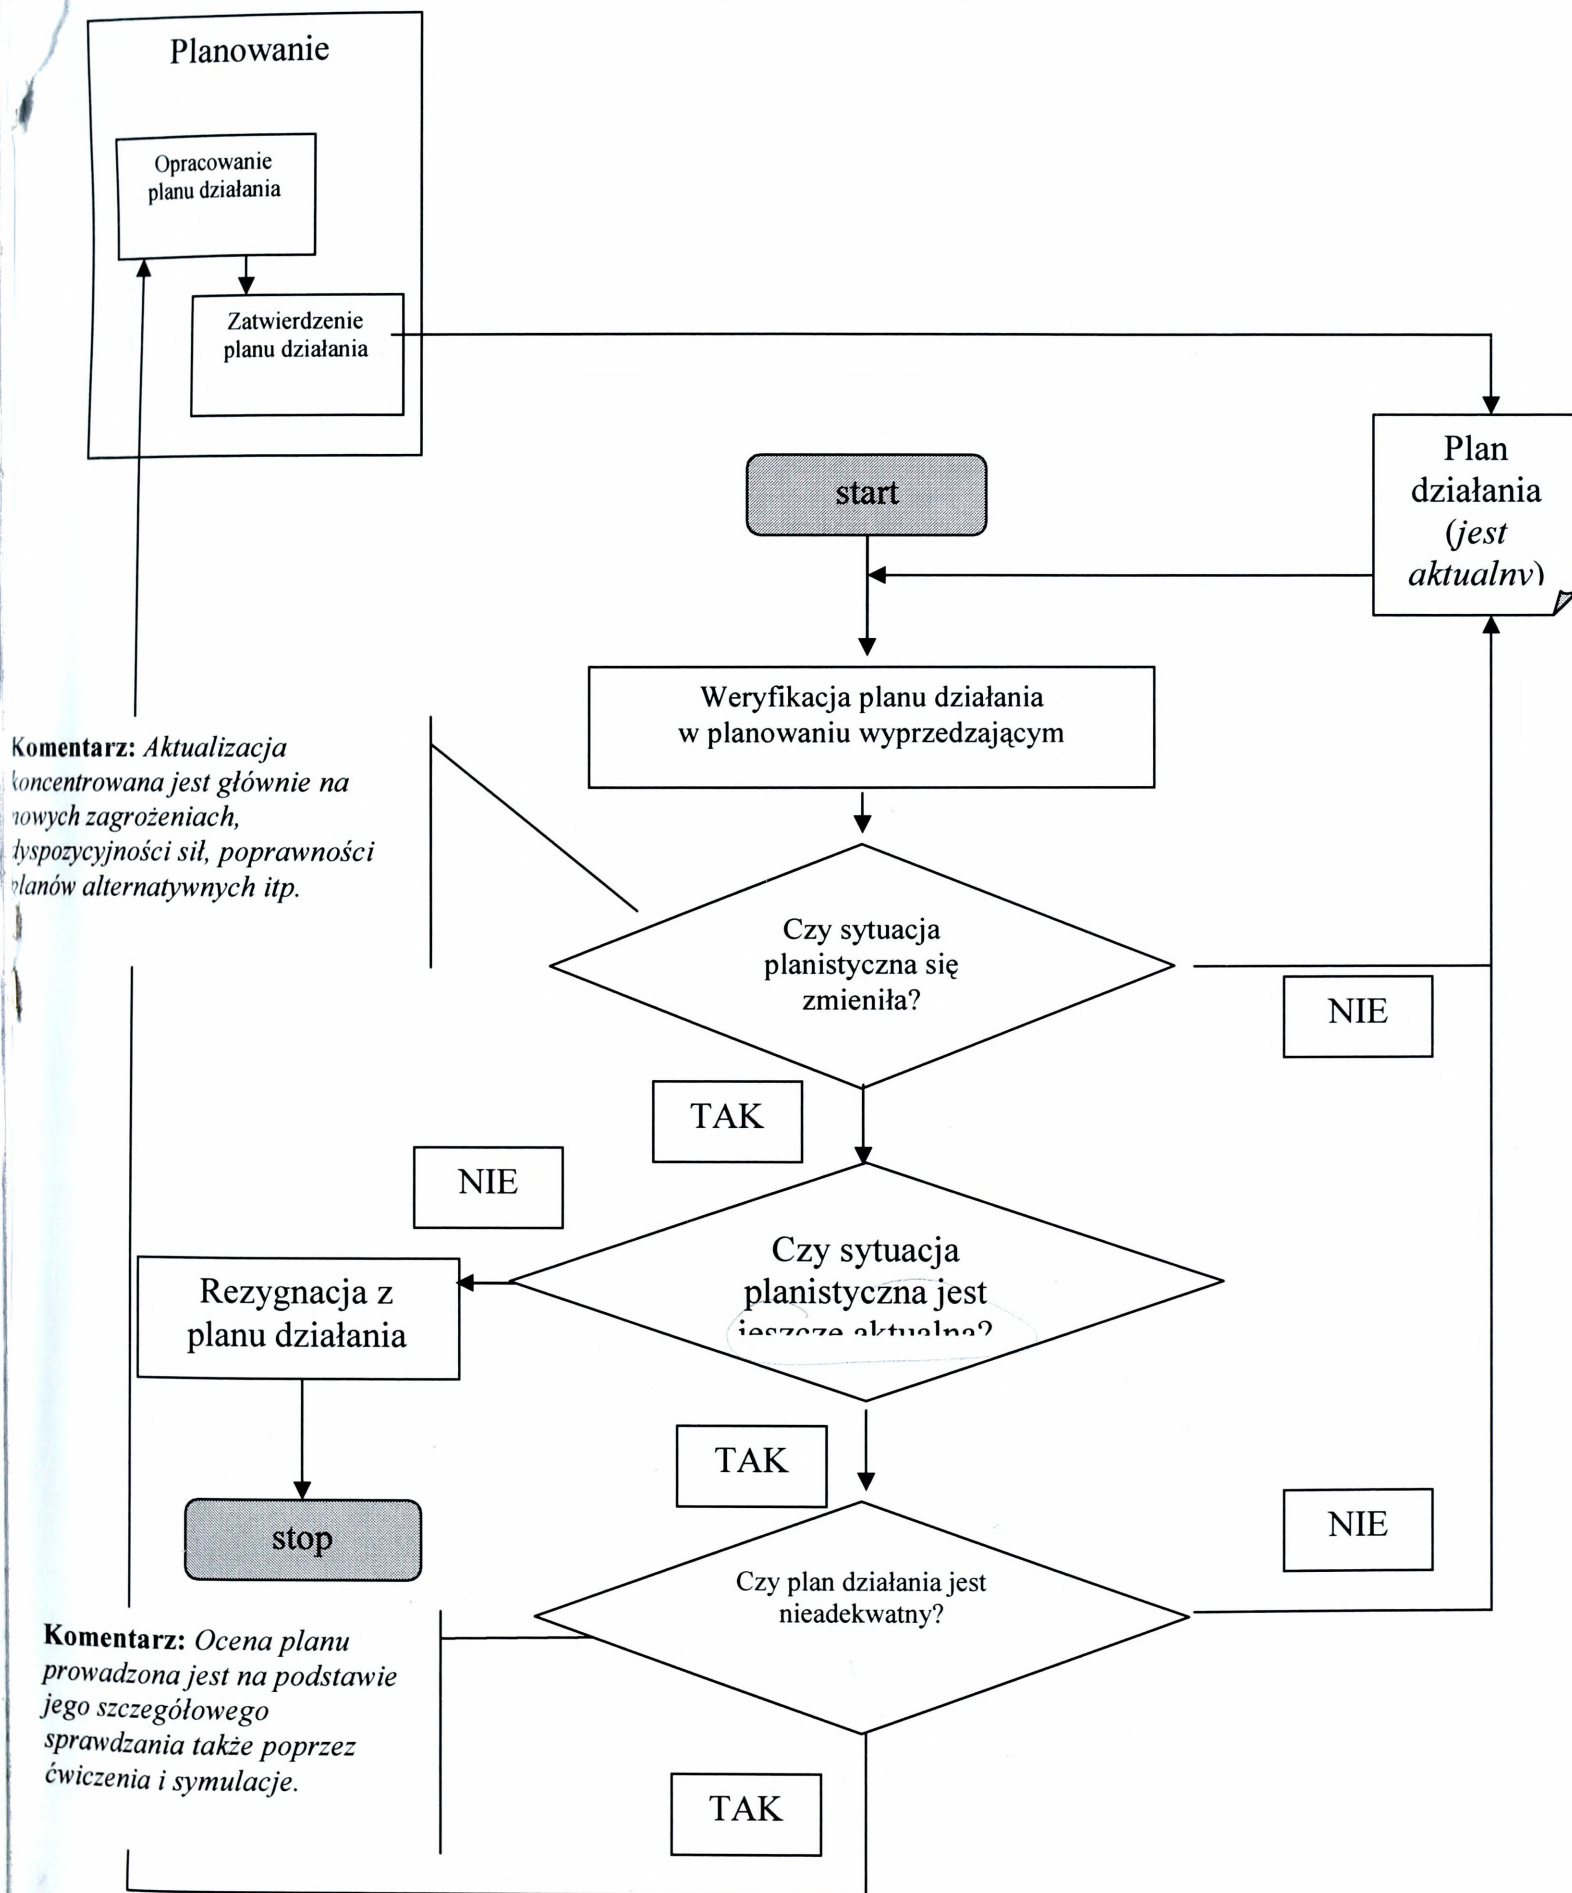 Planowanie
Opracowanie
planu działania
Zatwierdzenie
planu działania
Plan
działania
(jest
aktualny)
start
Weryfikacja planu działania
w planowaniu wyprzedzającym
Komentarz: Aktualizacja
koncentrowana jest głównie na
nowych zagrożeniach,
dyspozycyjności sił, poprawności
planów alternatywnych itp.
Czy sytuacja
planistyczna się
zmieniła?
NIE
TAK
NIE
Czy sytuacja
planistyczna jest
jeszcze aktualna?
Rezygnacja z
planu działania
TAK
stop
NIE
Czy plan działania jest
nieadekwatny?
Komentarz: Ocena planu
prowadzona jest na podstawie
jego szczegółowego
sprawdzania także poprzez
ćwiczenia i symulacje.
TAK